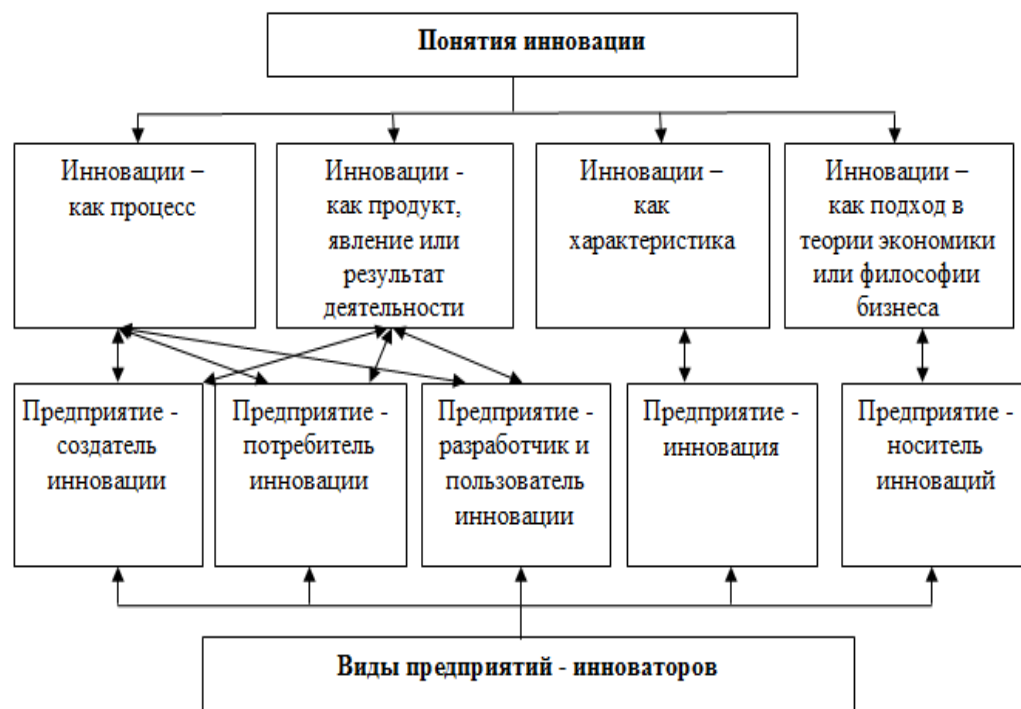 Понятия инновации
Инновации –
как процесс
Инновации -
как продукт,
явление или
результат
деятельности
Инновации –
как
характеристика
Инновации –
как подход в
теории экономики
или философии
бизнеса
Предприятие -
создатель
инновации
Предприятие -
потребитель
инновации
Предприятие -
разработчик и
пользователь
инновации
Предприятие -
инновация
Предприятие -
носитель
инноваций
Виды предприятий - инноваторов